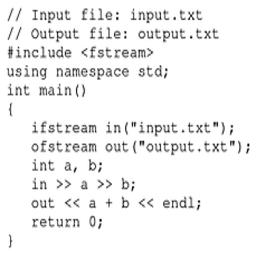 // Input file: input.txt
// Output file: output.txt
#include <fstream>
using namespace std;
int main()
{
    ifstream in("input.txt");
    ofstream out("output.txt");
    int a, b;
    in >> a >> b;
    out << a + b << endl;
    return 0;
}